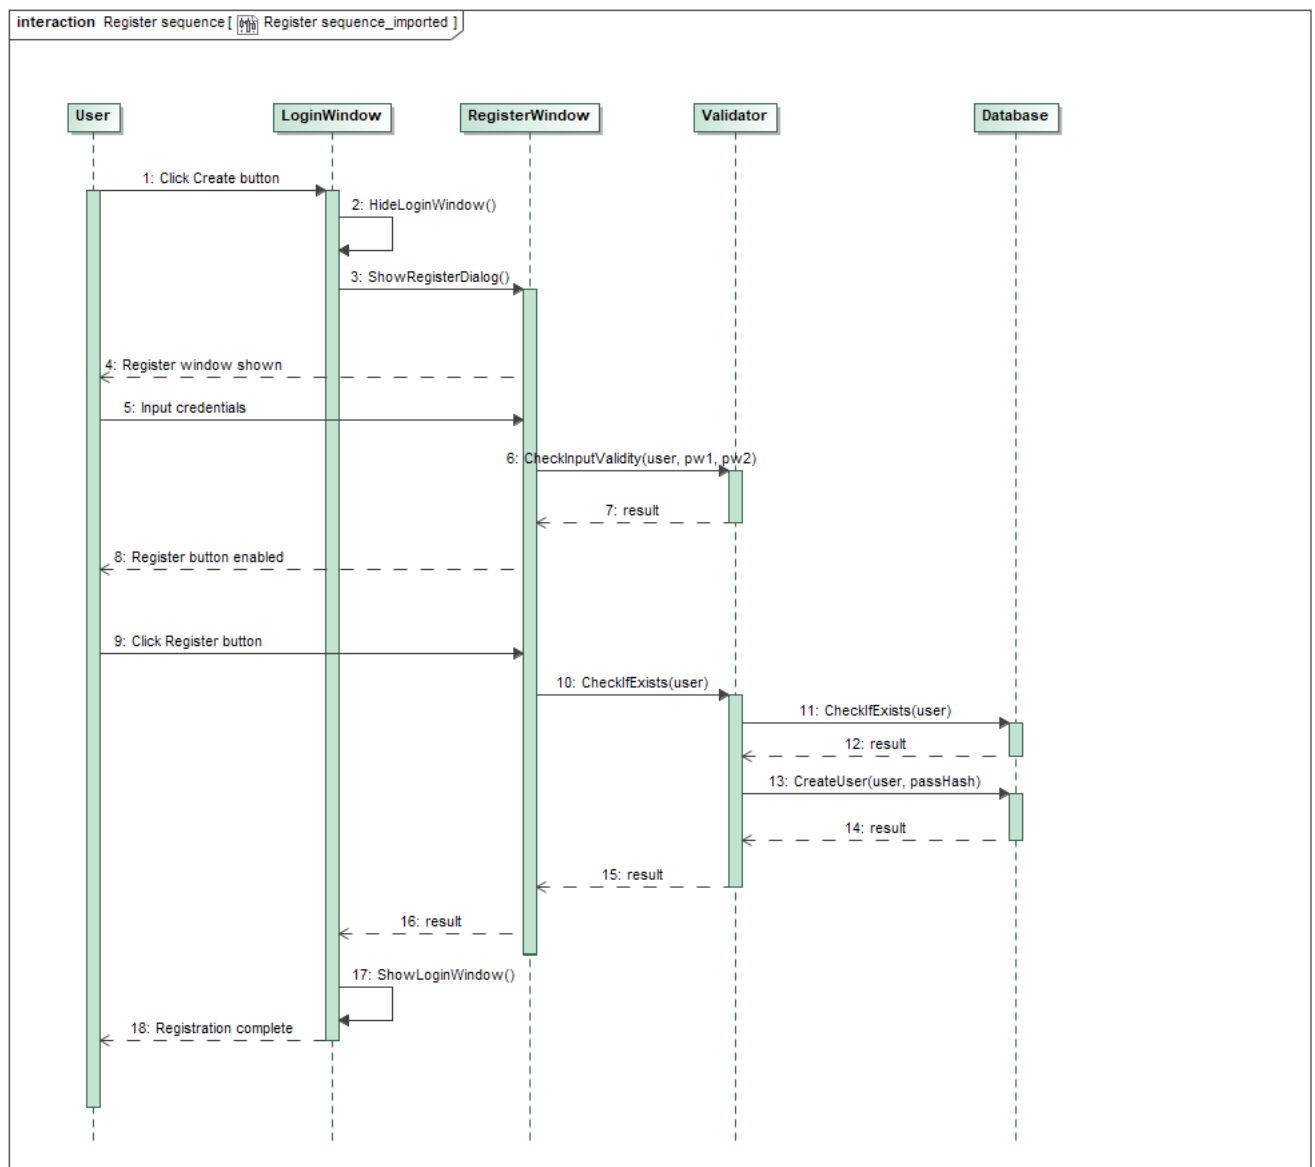 interaction Register sequence [ Register sequence_imported ]
User
LoginWindow
RegisterWindow
Validator
Database
1: Click Create button
2: HideLoginWindow()
3: ShowRegisterDialog()
4: Register window shown
5: Input credentials
6: CheckInputValidity(user, pw1, pw2)
7: result
8: Register button enabled
9: Click Register button
10: CheckIfExists(user)
11: CheckIfExists(user)
12: result
13: CreateUser(user, passHash)
14: result
15: result
16: result
17: ShowLoginWindow()
18: Registration complete